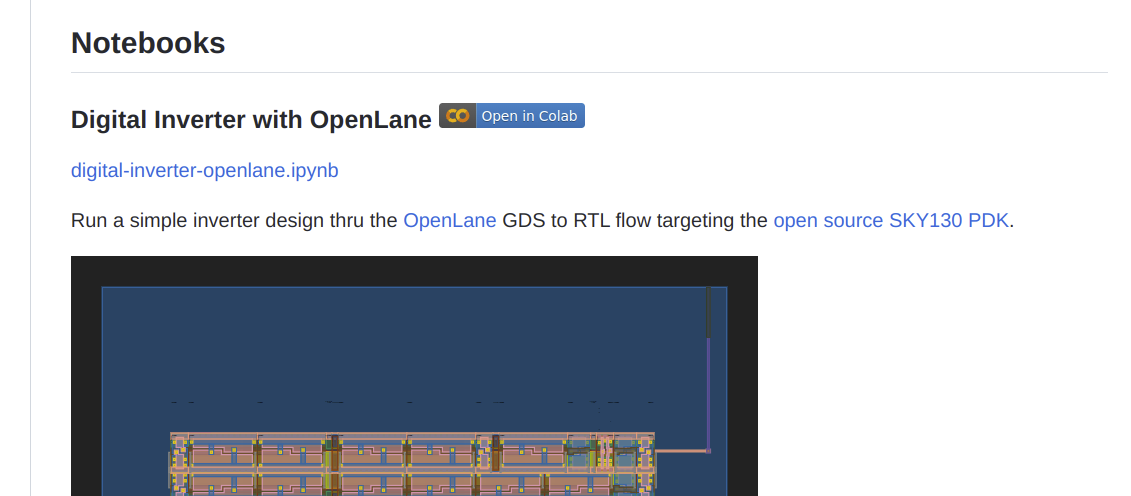 Notebooks
Digital Inverter with OpenLane Open in Colab
digital-inverter-openlane.ipynb
Run a simple inverter design thru the OpenLane GDS to RTL flow targeting the open source SKY130 PDK.